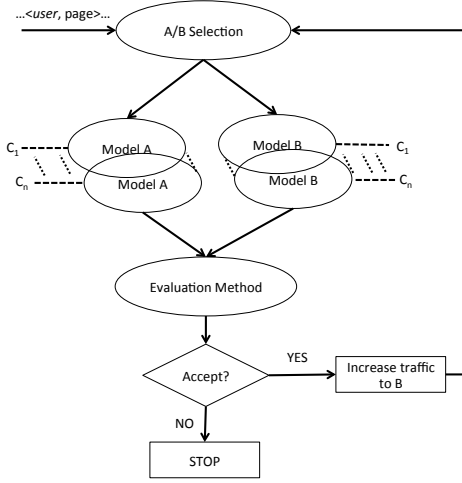 ...<user, page>...
A/B Selection
C₁
Model A
Model B
C₁
Cₙ
Model A
Model B
Cₙ
Evaluation Method
Accept?
YES
Increase traffic
to B
NO
STOP